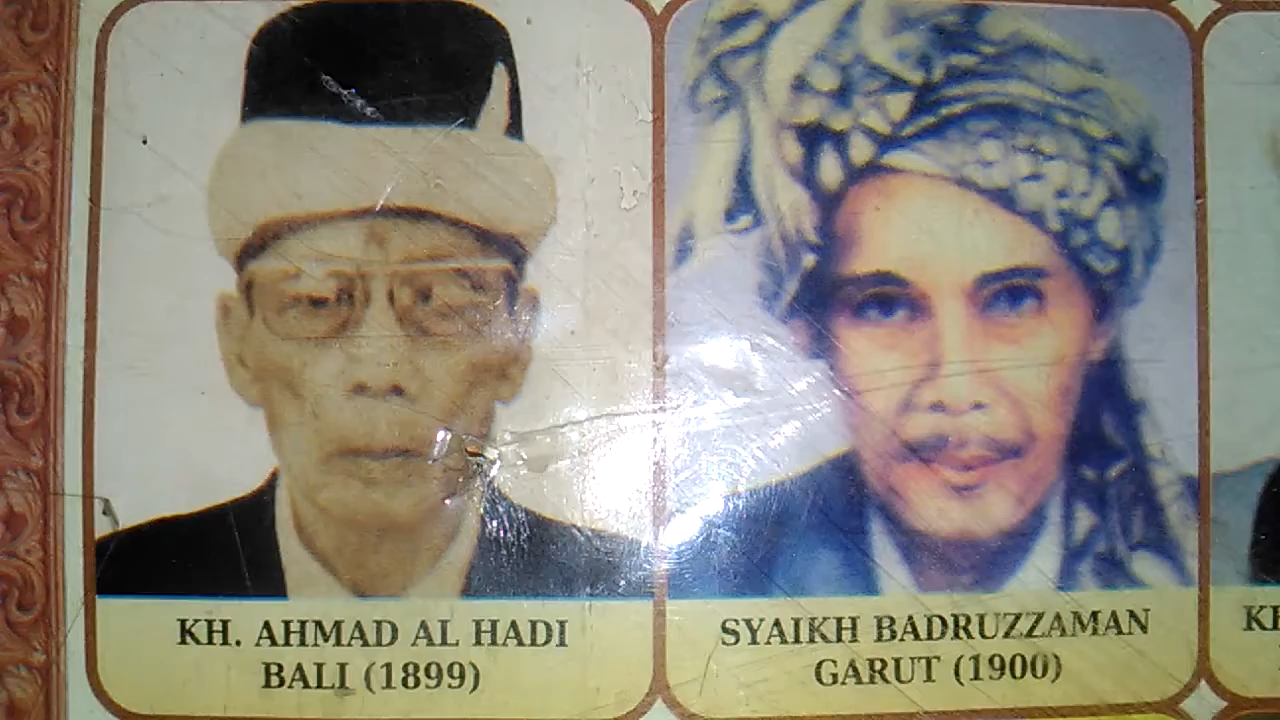 KH. AHMAD AL HADI
BALI (1899)
SYAIKH BADRUZZAMAN
GARUT (1900)